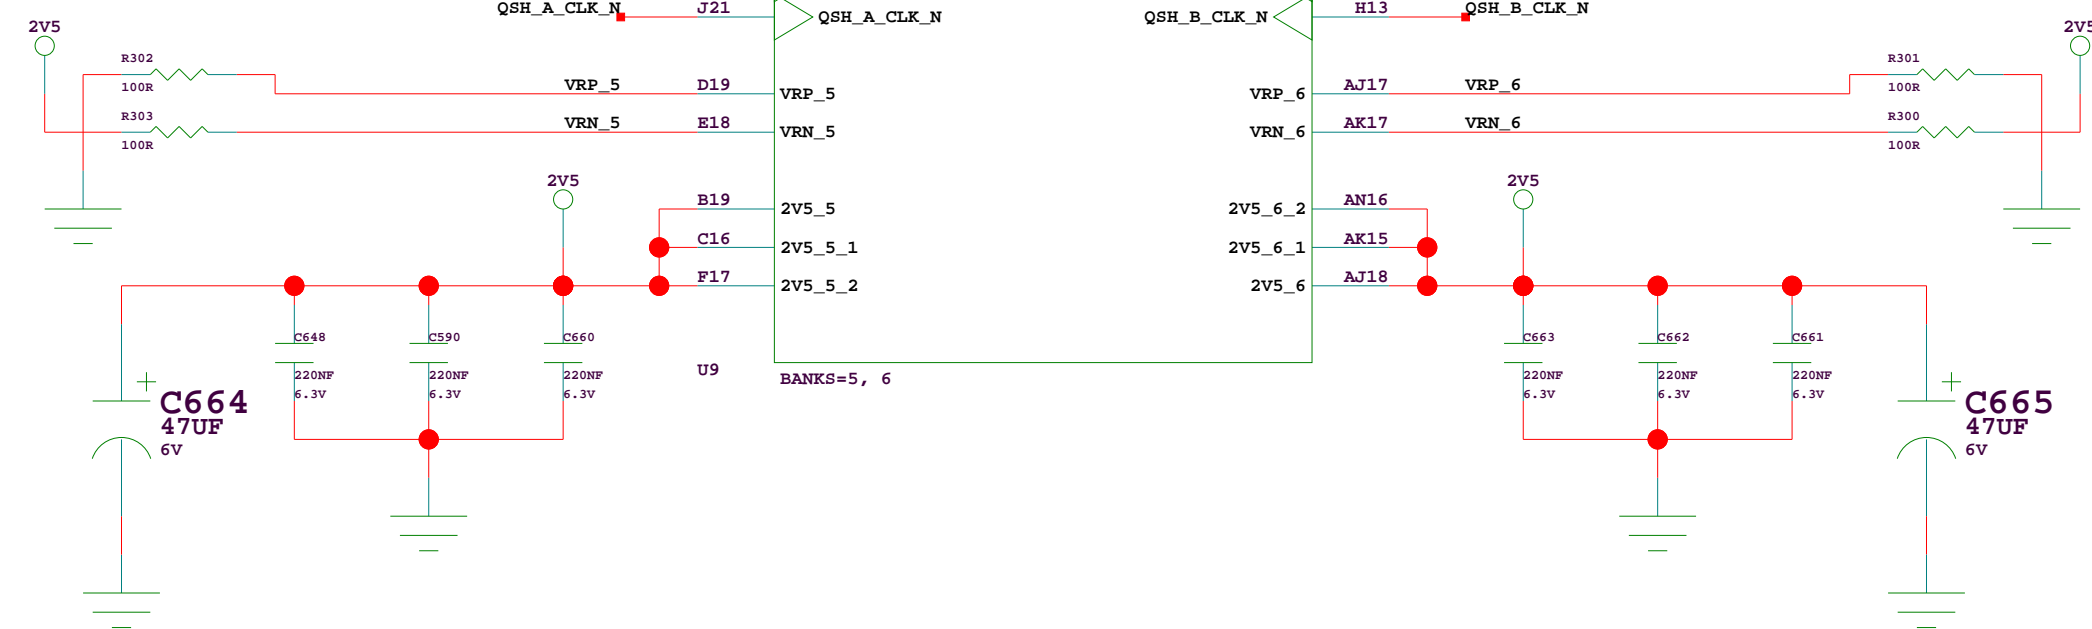 QSH_A_CLK_N J21 QSH_A_CLK_N QSH_B_CLK_N H13 QSH_B_CLK_N
2V5 2V5
R302 R301
100R VRP_5 D19 VRP_5 VRP_6 AJ17 VRP_6 100R
R303 VRN_5 E18 VRN_5 VRN_6 AK17 VRN_6 R300
100R 100R
2V5 2V5
B19 2V5_5 2V5_6_2 AN16
C16 2V5_5_1 2V5_6_1 AK15
F17 2V5_5_2 2V5_6 AJ18
C648 C590 C660 C663 C662 C661
U9
220NF 220NF 220NF BANKS=5, 6 220NF 220NF 220NF
6.3V 6.3V 6.3V 6.3V 6.3V 6.3V
+ C664 + C665
47UF 47UF
6V 6V